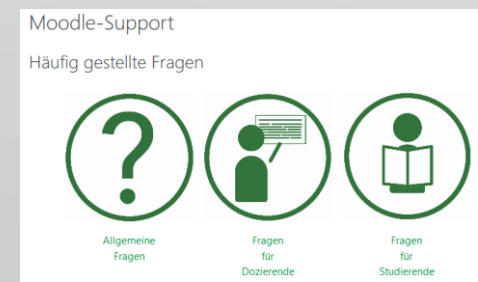 Moodle-Support
Häufig gestellte Fragen
?
Allgemeine
Fragen
Fragen
für
Dozierende
Fragen
für
Studierende